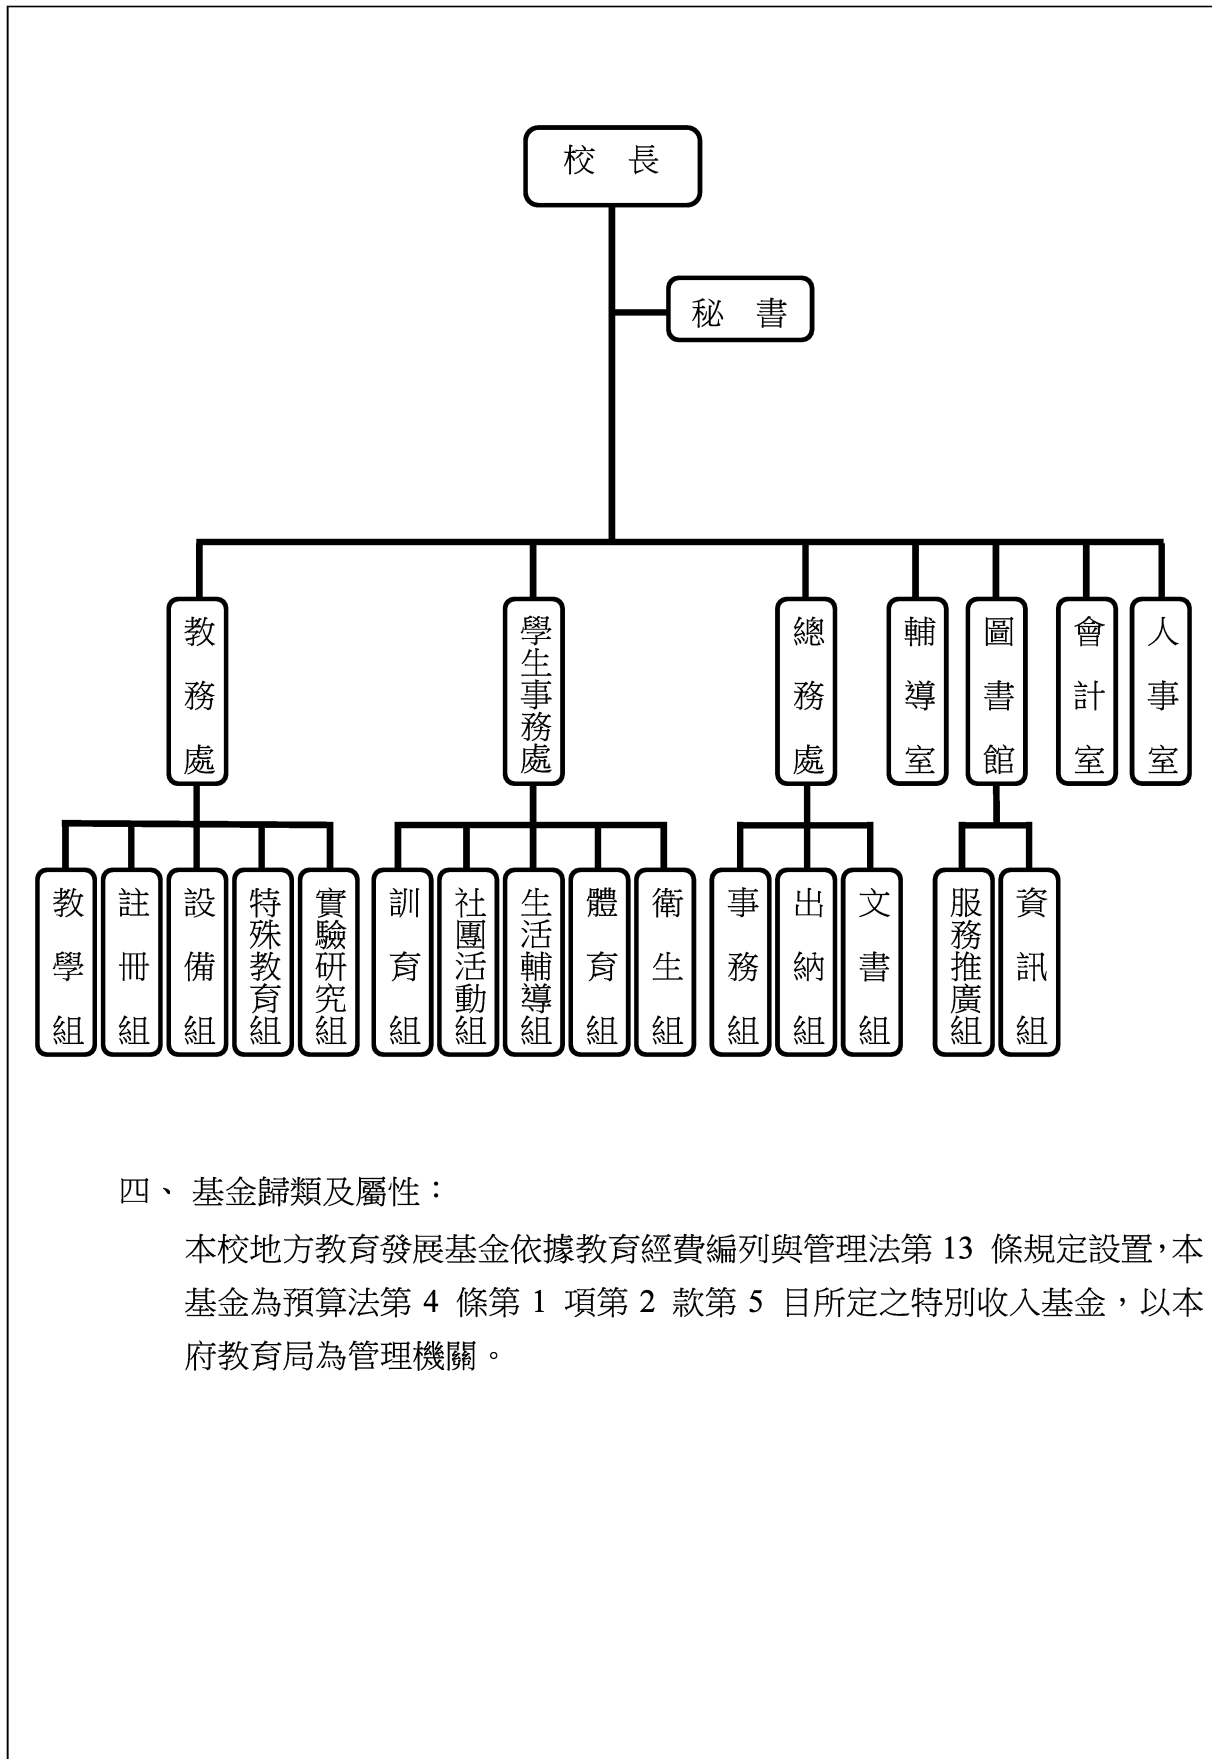 校 長
秘 書
教務處
學生事務處
總務處
輔導室
圖書館
會計室
人事室
教學組
註冊組
設備組
特殊教育組
實驗研究組
訓育組
社團活動組
生活輔導組
體育組
衛生組
事務組
出納組
文書組
服務推廣組
資訊組
四、 基金歸類及屬性：
本校地方教育發展基金依據教育經費編列與管理法第 13 條規定設置，本
基金為預算法第 4 條第 1 項第 2 款第 5 目所定之特別收入基金，以本
府教育局為管理機關。